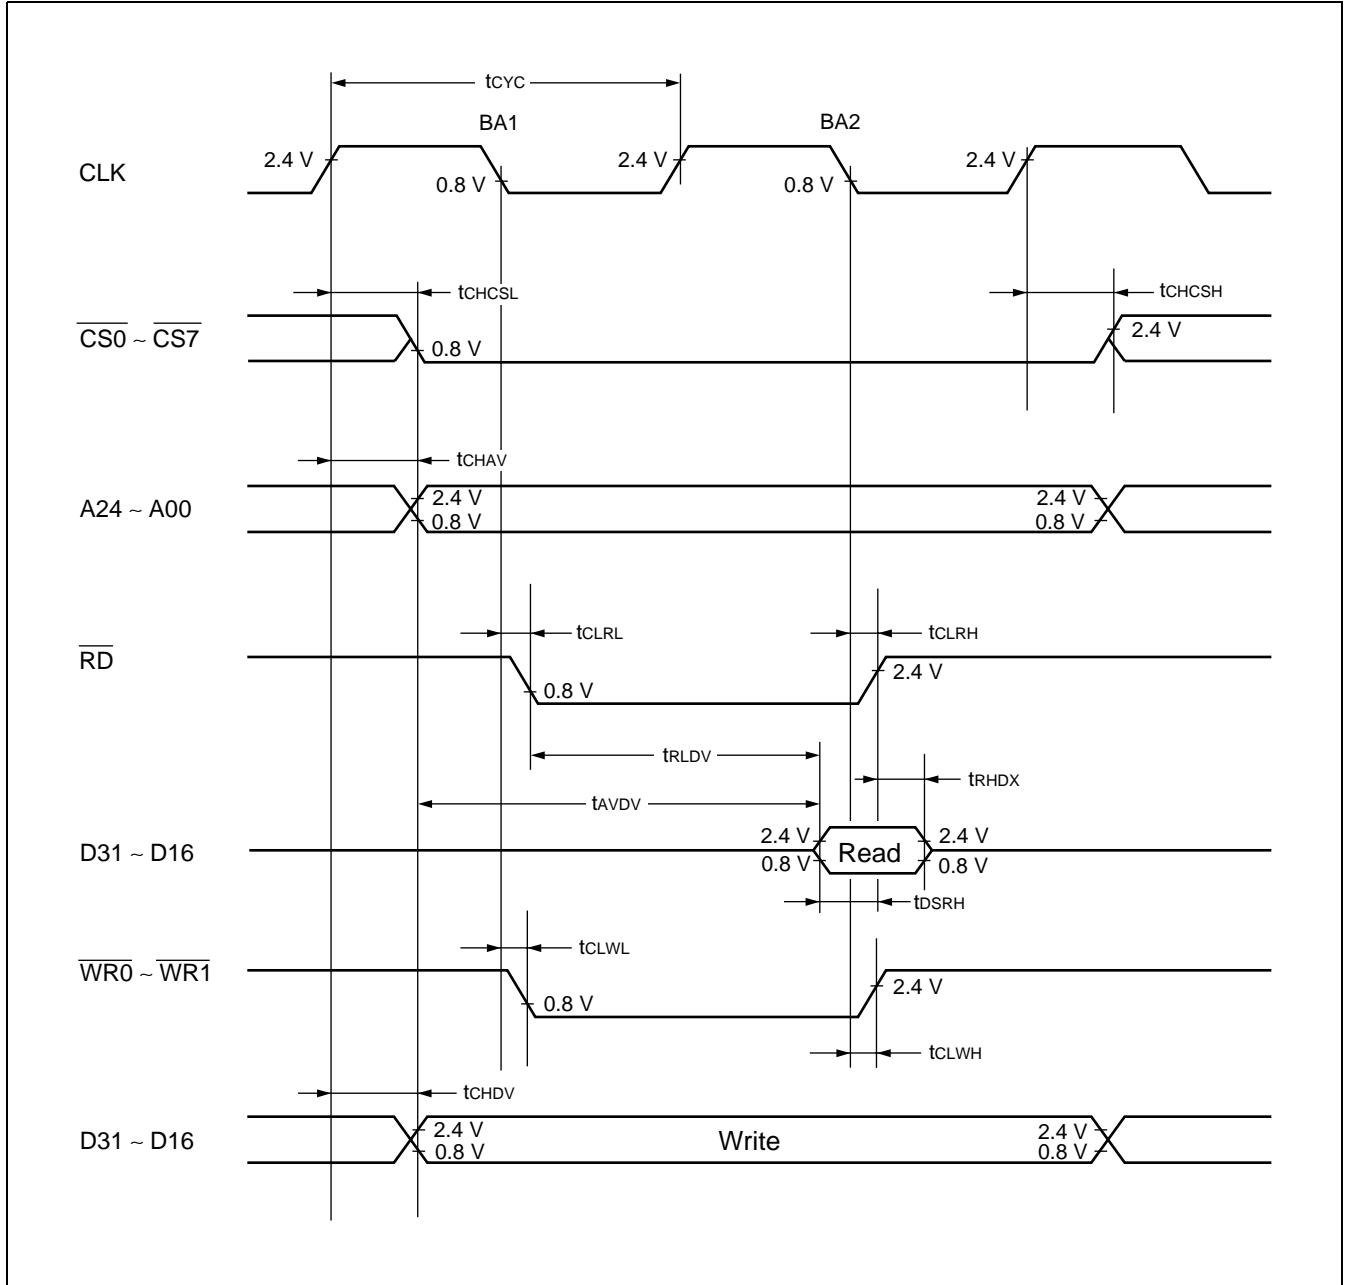 tCYC
BA1
BA2
CLK
2.4 V
0.8 V
2.4 V
0.8 V
2.4 V
tCHCSL
tCHCSH
CS0 ~ CS7
0.8 V
2.4 V
tCHAV
A24 ~ A00
2.4 V
0.8 V
2.4 V
0.8 V
tCLRL
tCLRH
RD
0.8 V
2.4 V
tRLDV
tRHDX
tAVDV
D31 ~ D16
2.4 V
0.8 V
Read
2.4 V
0.8 V
tDSRH
tCLWL
WR0 ~ WR1
0.8 V
2.4 V
tCLWH
tCHDV
D31 ~ D16
2.4 V
0.8 V
Write
2.4 V
0.8 V